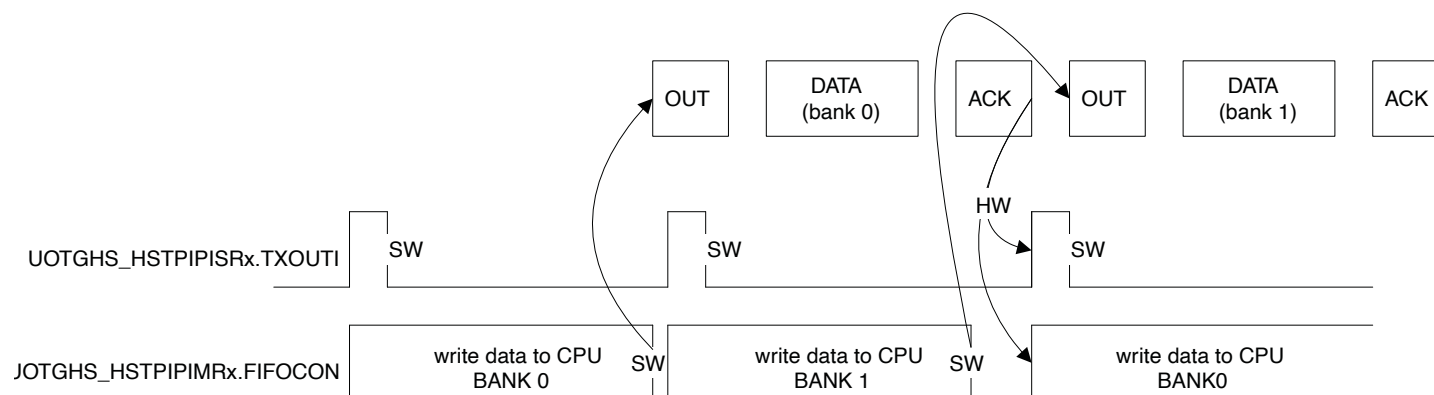 OUT
DATA
(bank 0)
ACK
OUT
DATA
(bank 1)
ACK
HW
UOTGHS_HSTPIPISRx.TXOUTI
SW
SW
SW
JOTGHS_HSTPIPIMRx.FIFOCON
write data to CPU
BANK 0
SW
write data to CPU
BANK 1
SW
write data to CPU
BANK0